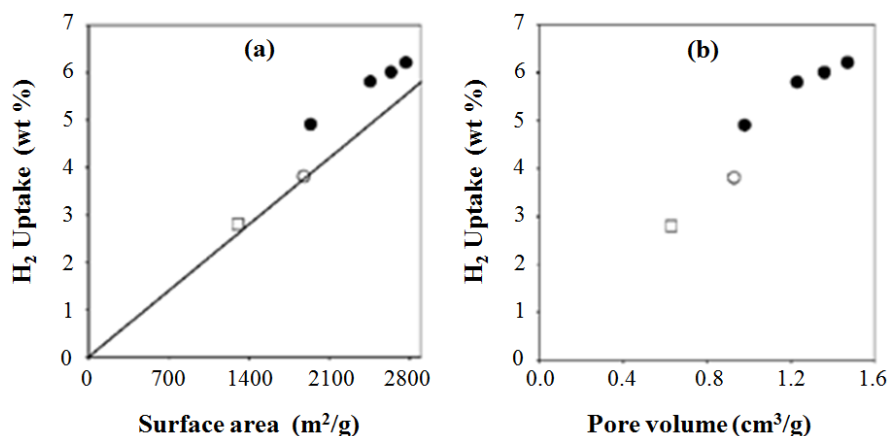 (a)
H₂ Uptake (wt %)
7
6
5
4
3
2
1
0
0 700 1400 2100 2800
Surface area (m²/g)
(b)
H₂ Uptake (wt %)
7
6
5
4
3
2
1
0
0.0 0.4 0.8 1.2 1.6
Pore volume (cm³/g)